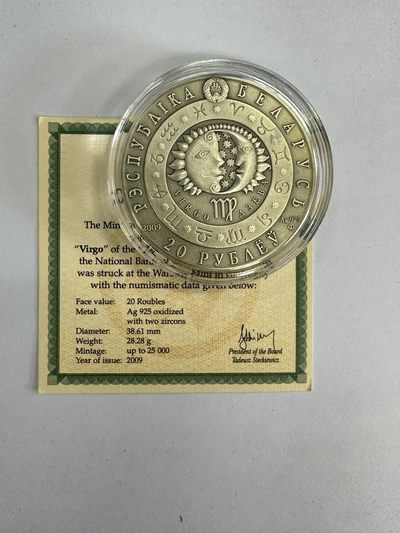 РЭСПУБЛІКА БЕЛАРУСЬ
VIRGO ДЗЕВА
2009
Ag 925
20 РУБЛЁЎ
The Min
"Virgo" of the
the National Bank
was struck at the
with the numismatic data given below:
Face value: 20 Roubles
Metal: Ag 925 oxidized
with two zircons
Diameter: 38.61 mm
Weight: 28.28 g
Mintage: up to 25 000
Year of issue: 2009
President of the Board
Tadeusz Steckiewicz